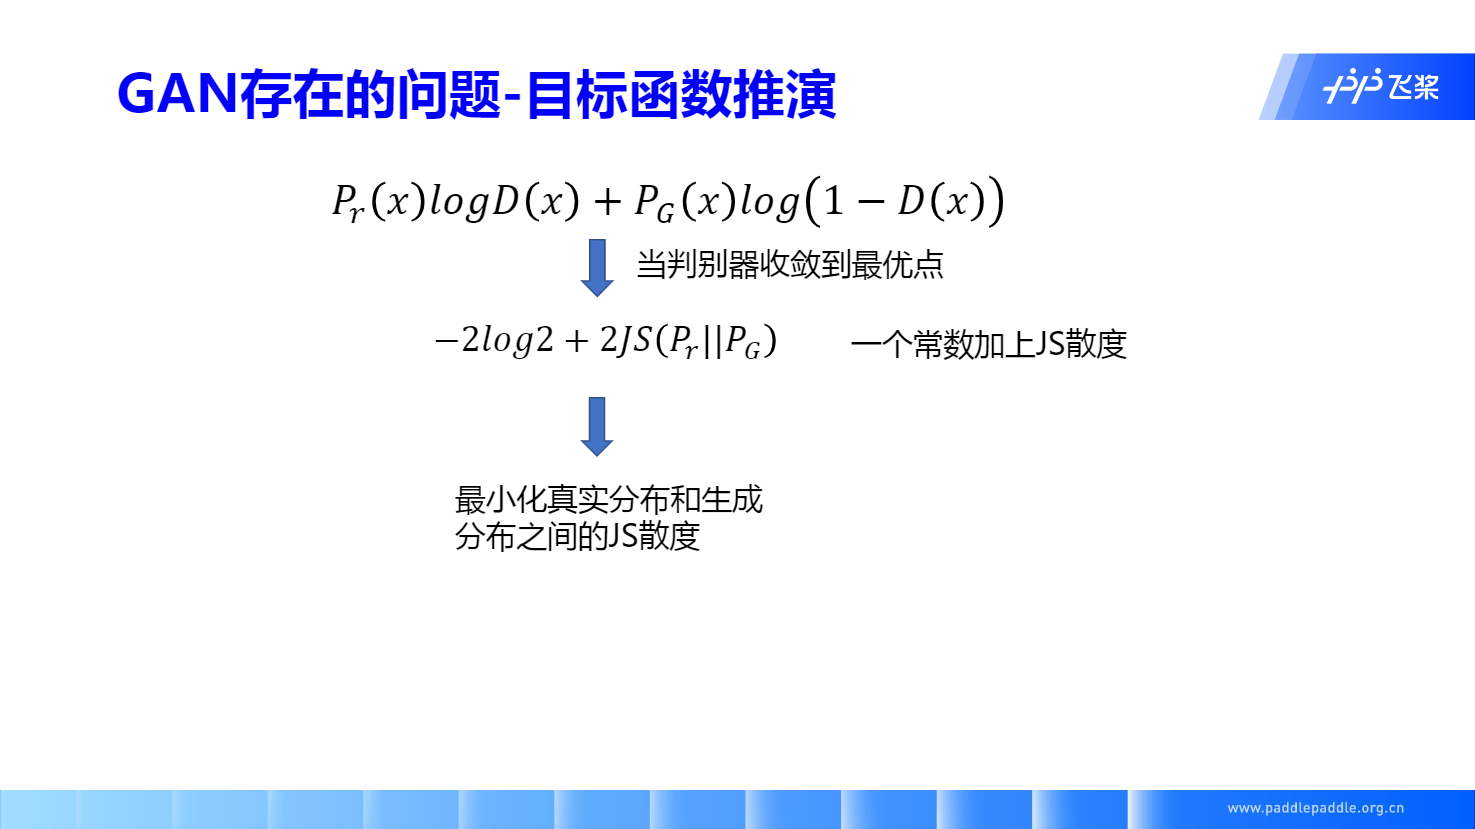 GAN存在的问题-目标函数推演
飞桨
P_r(x)logD(x) + P_G(x)log(1 − D(x))
当判别器收敛到最优点
−2log2 + 2JS(P_r||P_G)
一个常数加上JS散度
最小化真实分布和生成
分布之间的JS散度
www.paddlepaddle.org.cn